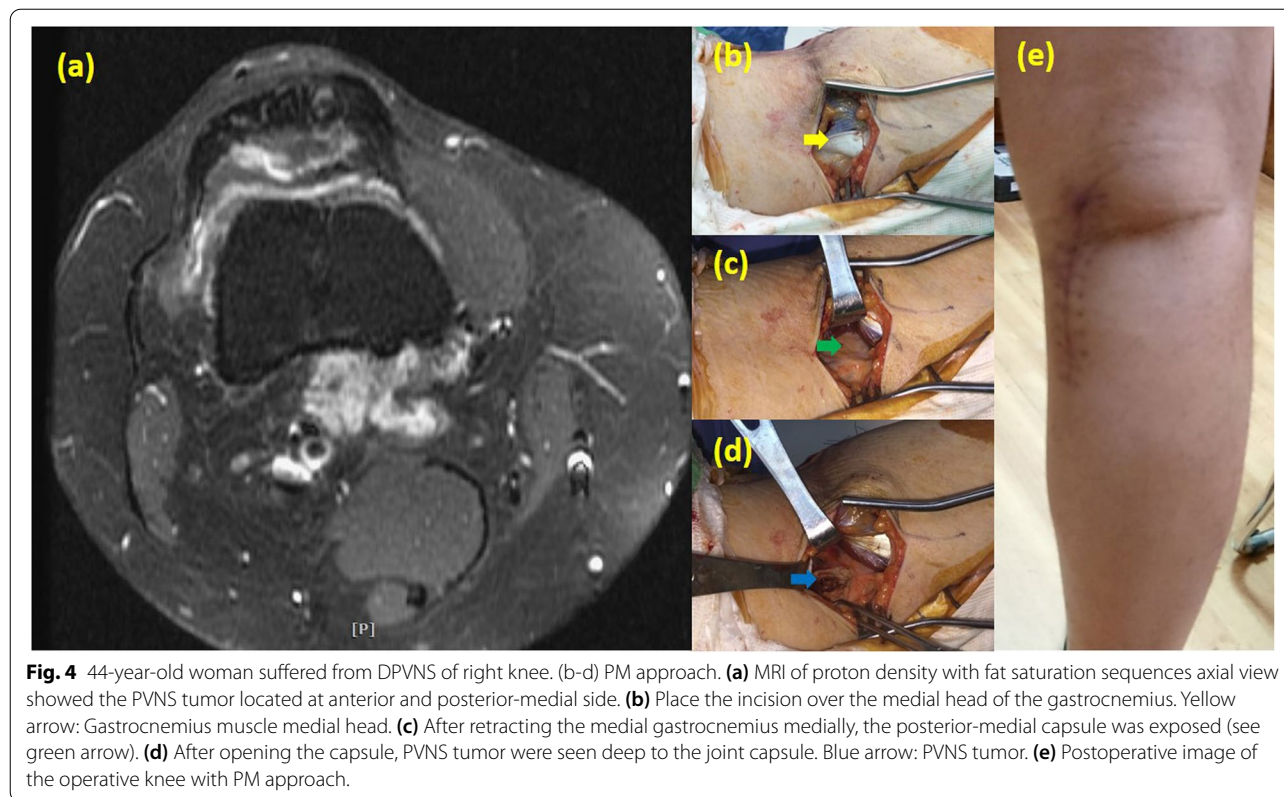 (a)
(b)
(c)
(d)
(e)
[P]
Fig. 4 44-year-old woman suffered from DPVNS of right knee. (b-d) PM approach. (a) MRI of proton density with fat saturation sequences axial view
showed the PVNS tumor located at anterior and posterior-medial side. (b) Place the incision over the medial head of the gastrocnemius. Yellow
arrow: Gastrocnemius muscle medial head. (c) After retracting the medial gastrocnemius medially, the posterior-medial capsule was exposed (see
green arrow). (d) After opening the capsule, PVNS tumor were seen deep to the joint capsule. Blue arrow: PVNS tumor. (e) Postoperative image of
the operative knee with PM approach.